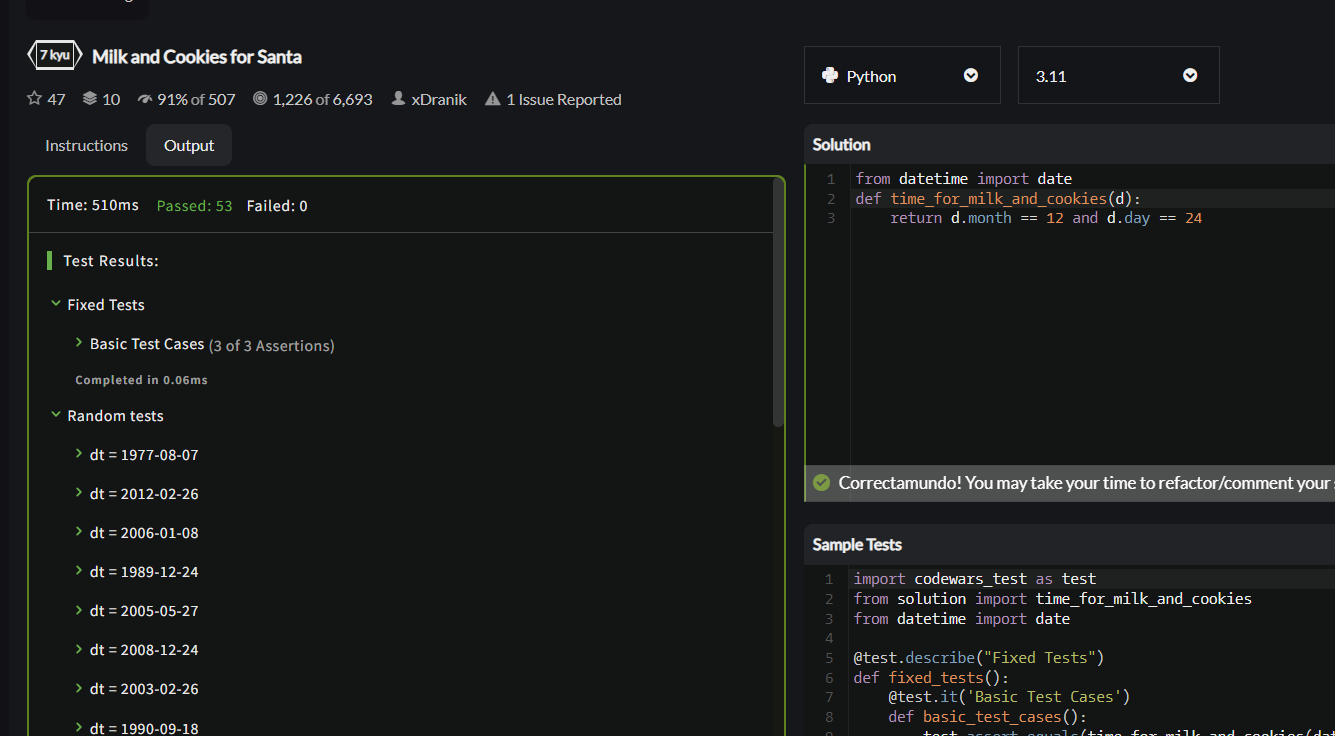 7 kyu Milk and Cookies for Santa
47 10 91% of 507 1,226 of 6,693 xDranik 1 Issue Reported
Instructions Output
Time: 510ms Passed: 53 Failed: 0
Test Results:
Fixed Tests
Basic Test Cases (3 of 3 Assertions)
Completed in 0.06ms
Random tests
dt = 1977-08-07
dt = 2012-02-26
dt = 2006-01-08
dt = 1989-12-24
dt = 2005-05-27
dt = 2008-12-24
dt = 2003-02-26
dt = 1990-09-18
Python 3.11
Solution
1 from datetime import date
2 def time_for_milk_and_cookies(d):
3     return d.month == 12 and d.day == 24
Correctamundo! You may take your time to refactor/comment your
Sample Tests
1 import codewars_test as test
2 from solution import time_for_milk_and_cookies
3 from datetime import date
4
5 @test.describe("Fixed Tests")
6 def fixed_tests():
7     @test.it('Basic Test Cases')
8     def basic_test_cases():
9         test.assert_equals(time_for_milk_and_cookies(dat